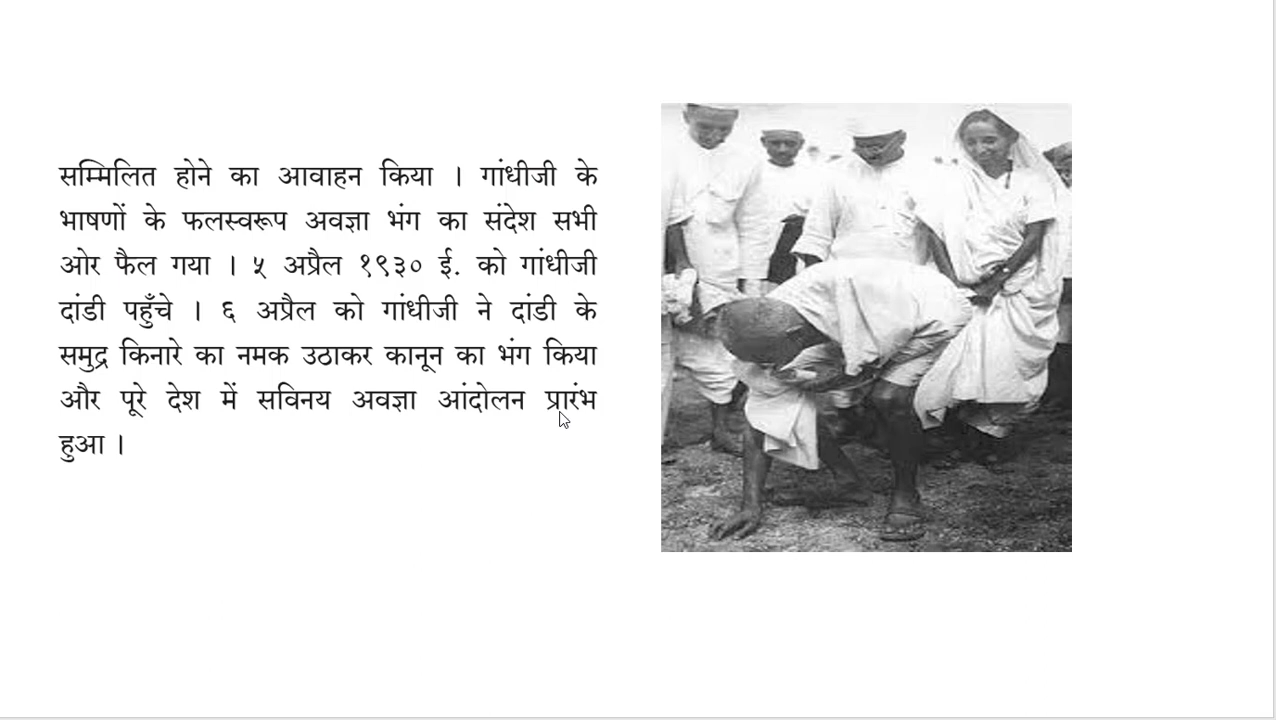 सम्मिलित होने का आवाहन किया । गांधीजी के
भाषणों के फलस्वरूप अवज्ञा भंग का संदेश सभी
ओर फैल गया । ५ अप्रैल १९३० ई. को गांधीजी
दांडी पहुँचे । ६ अप्रैल को गांधीजी ने दांडी के
समुद्र किनारे का नमक उठाकर कानून का भंग किया
और पूरे देश में सविनय अवज्ञा आंदोलन प्रारंभ
हुआ ।